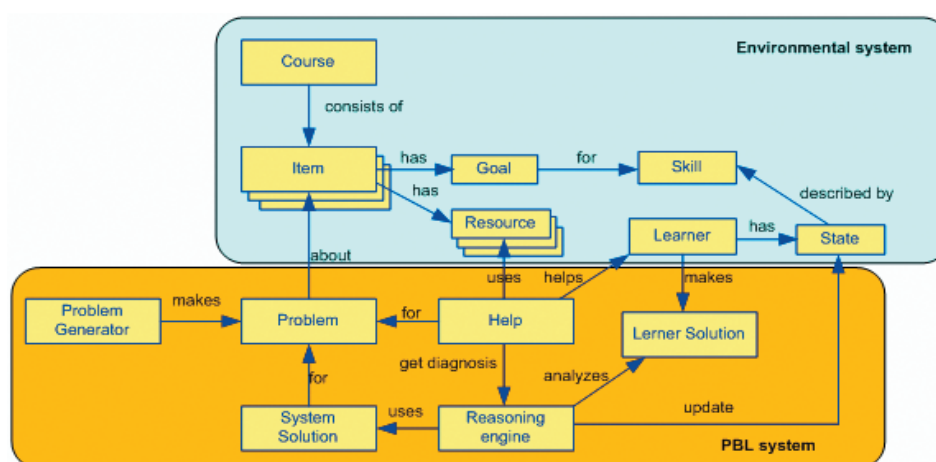 Environmental system
Course
consists of
Item
has
Goal
for
Skill
has
described by
Resource
Learner
has
State
about
uses
helps
makes
Problem
Generator
makes
Problem
for
Help
Lerner Solution
get diagnosis
analyzes
for
System
Solution
uses
Reasoning
engine
update
PBL system